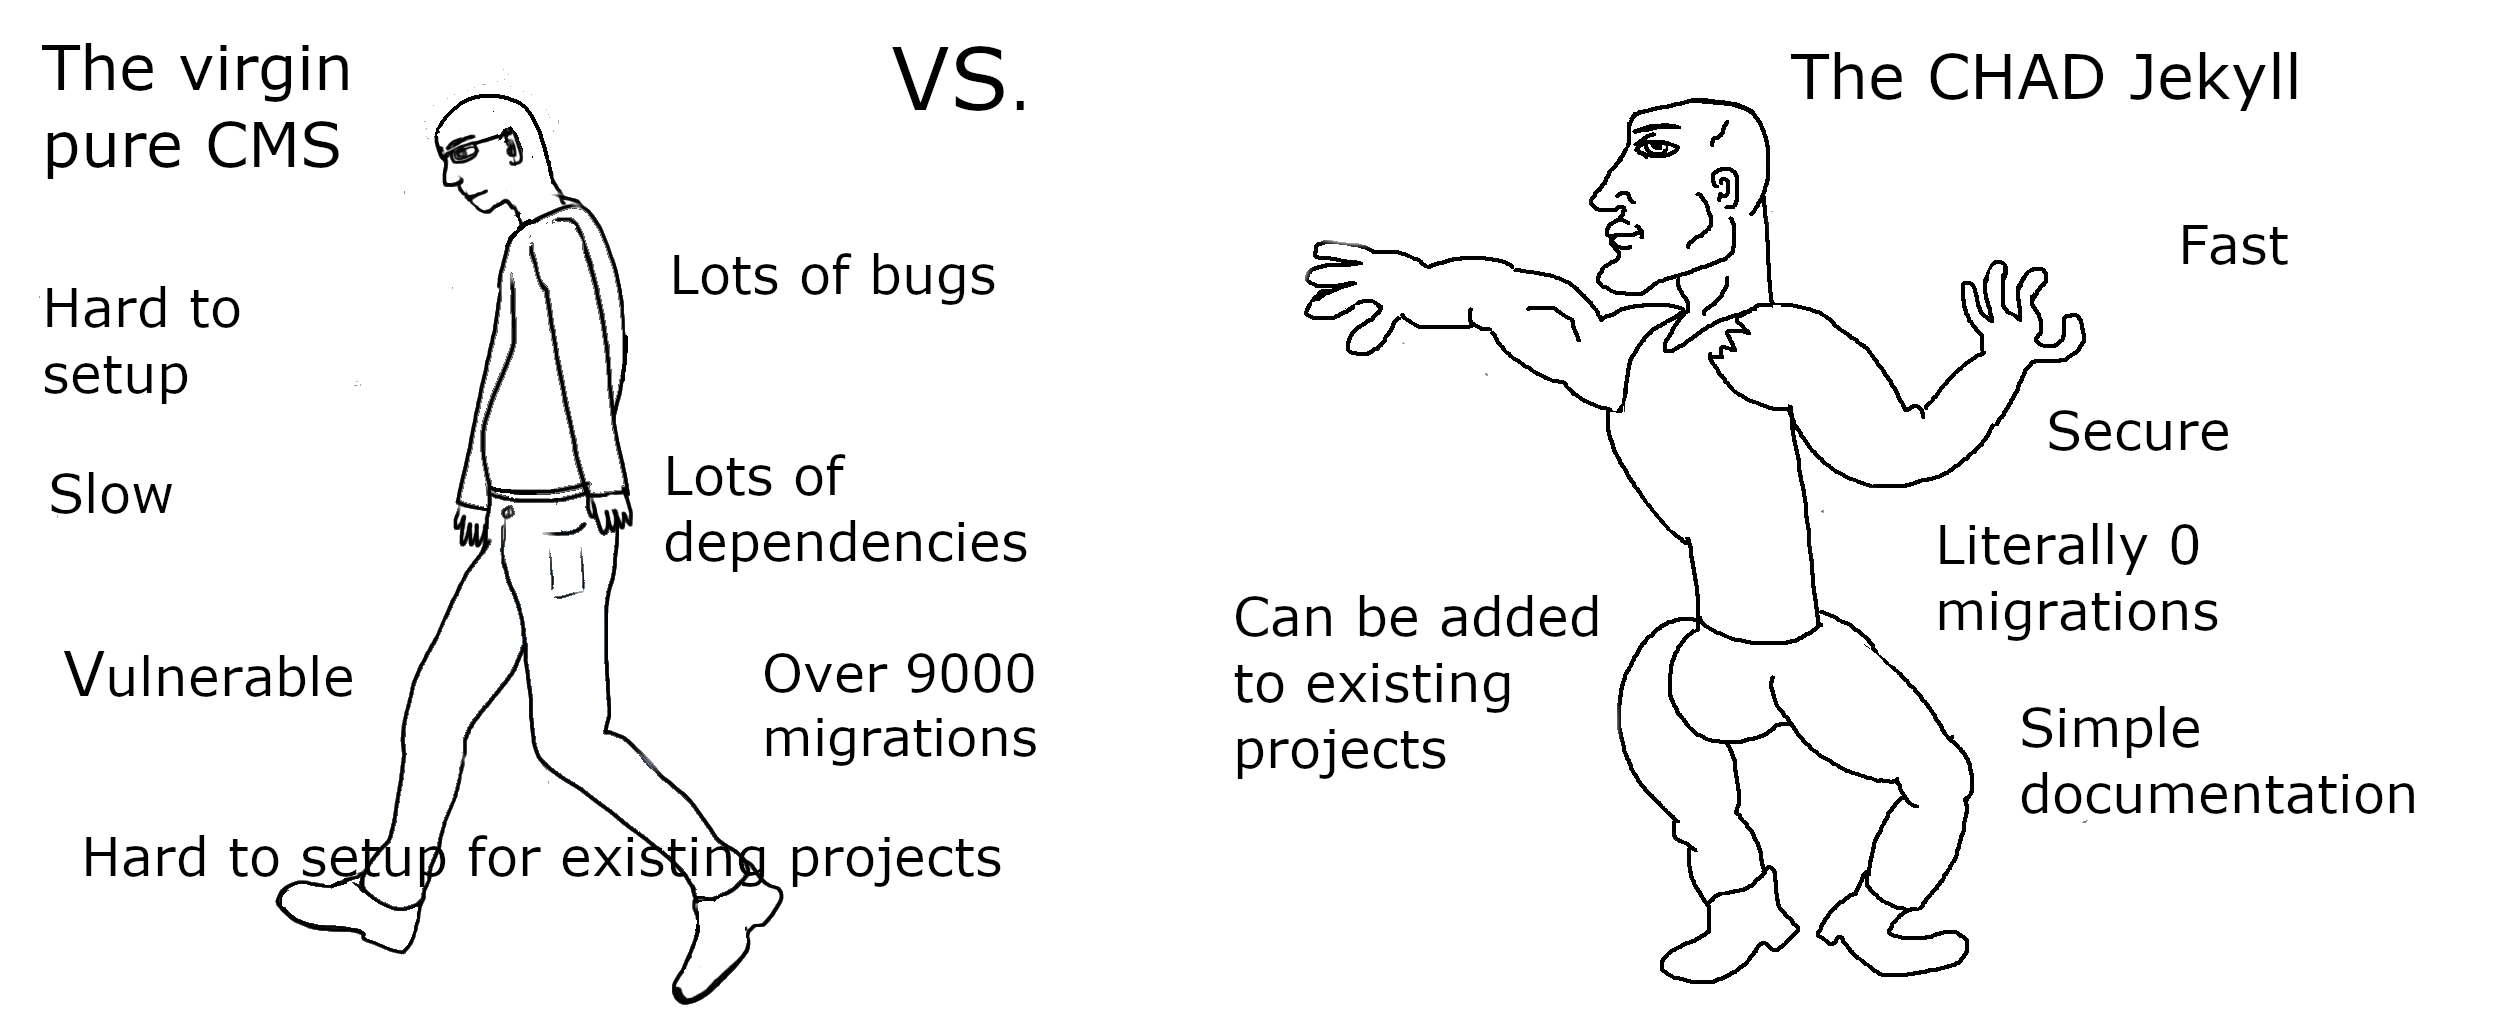 The virgin
pure CMS
VS.
The CHAD Jekyll
Hard to
setup
Lots of bugs
Slow
Lots of
dependencies
Vulnerable
Over 9000
migrations
Hard to setup for existing projects
Fast
Secure
Literally 0
migrations
Can be added
to existing
projects
Simple
documentation